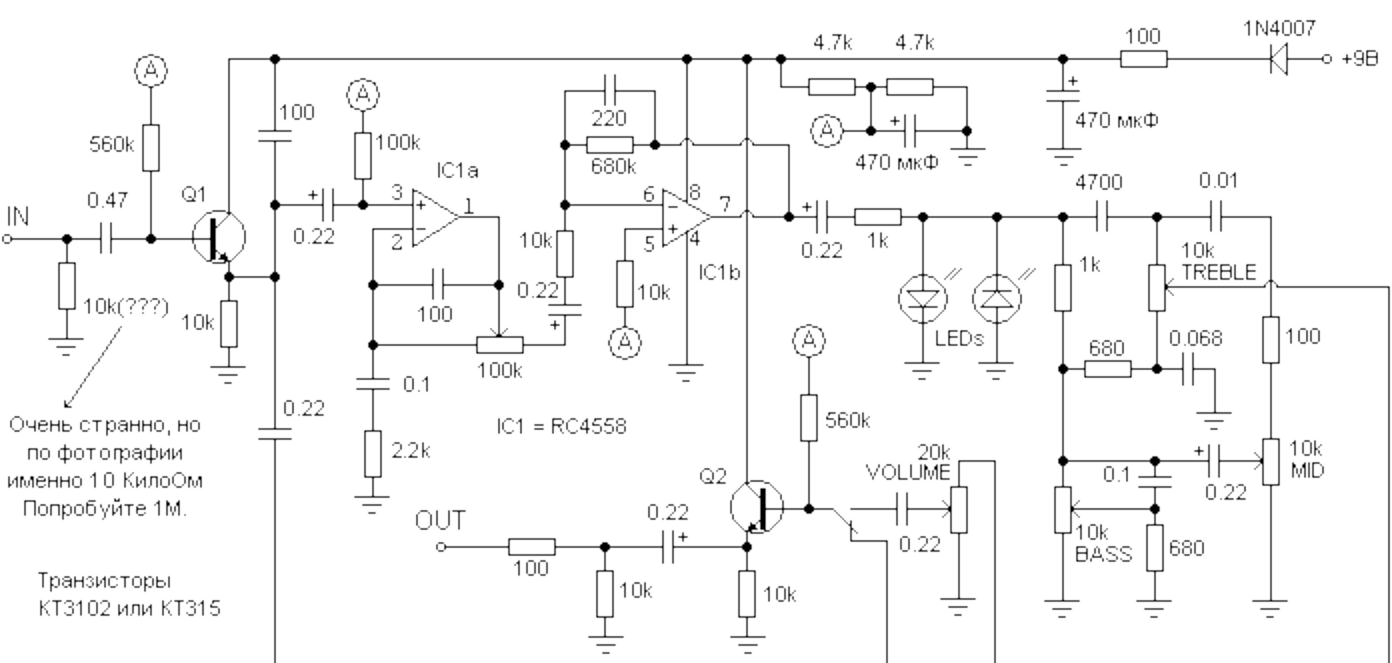 1N4007
4.7k
4.7k
100
+9В
A
A
100
470 мкФ
560k
100k
220
A
680k
IC1a
470 мкФ
4700
0.01
Q1
0.47
IN
+
3
+
1
0.22
2
−
6
−
8
7
5
+
4
IC1b
+
0.22
1k
10k
0.22
+
10k
1k
10k
TREBLE
10k(???)
10k
100
100k
A
LEDs
A
680
0.068
100
0.1
0.22
2.2k
IC1 = RC4558
560k
Очень странно, но
по фотографии
именно 10 КилоОм
Попробуйте 1М.
20k
VOLUME
Q2
0.1
+
0.22
10k
MID
OUT
0.22
+
0.22
10k
BASS
680
100
10k
10k
Транзисторы
КТ3102 или КТ315